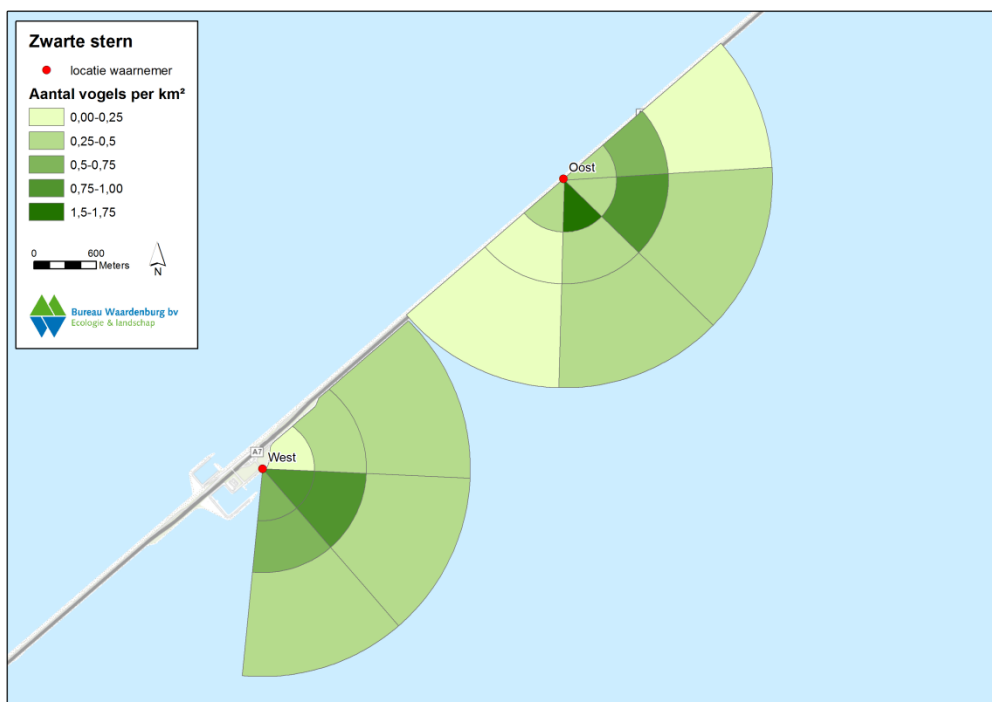 Zwarte stern
locatie waarnemer
Aantal vogels per km²
0,00-0,25
0,25-0,5
0,5-0,75
0,75-1,00
1,5-1,75
0 600
Meters
N
Bureau Waardenburg bv
Ecologie & landschap
Oost
A7
West